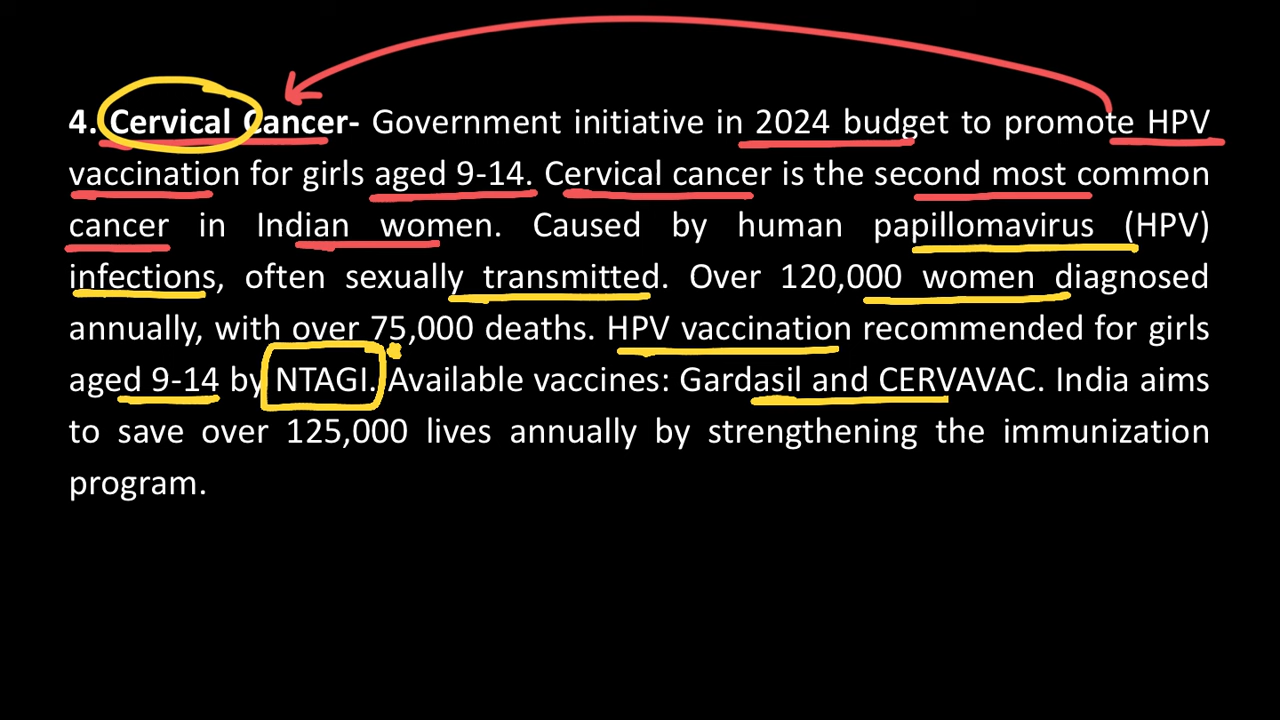 4. Cervical Cancer- Government initiative in 2024 budget to promote HPV
vaccination for girls aged 9-14. Cervical cancer is the second most common
cancer in Indian women. Caused by human papillomavirus (HPV)
infections, often sexually transmitted. Over 120,000 women diagnosed
annually, with over 75,000 deaths. HPV vaccination recommended for girls
aged 9-14 by NTAGI. Available vaccines: Gardasil and CERVAVAC. India aims
to save over 125,000 lives annually by strengthening the immunization
program.